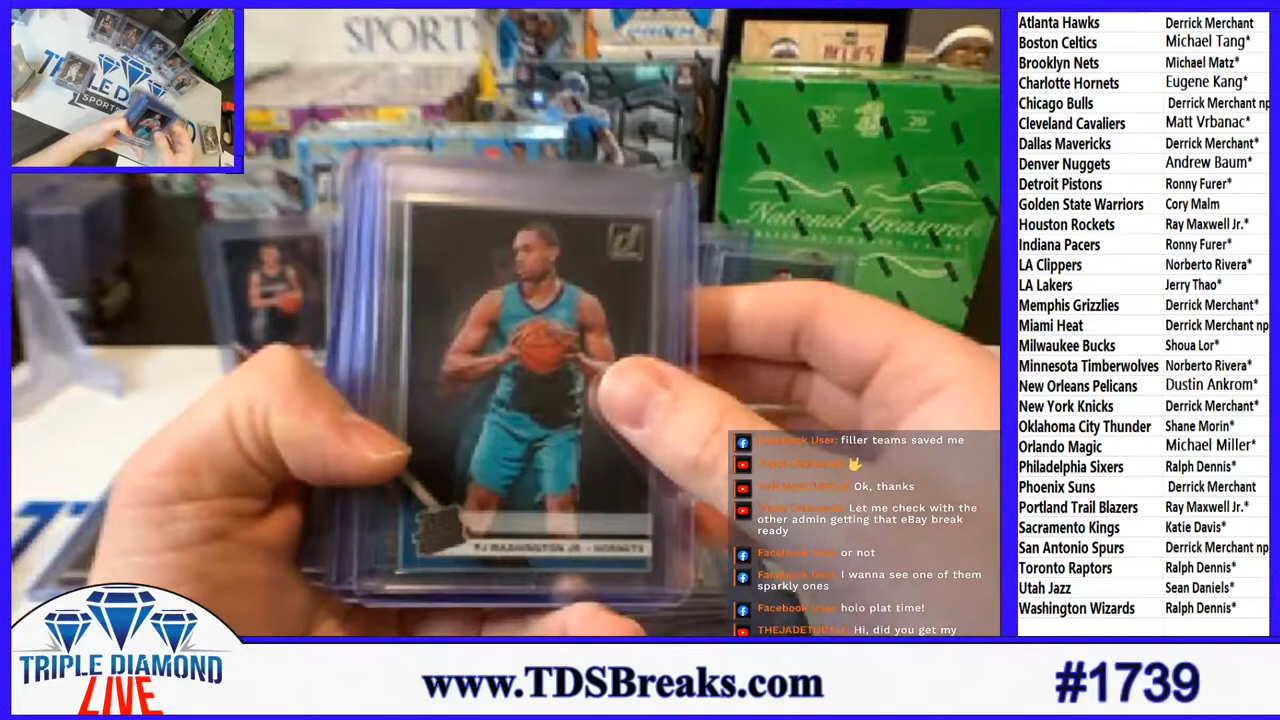 SPORTS
TRIPLE D
SPORTS
RELICS
20
20
National Treasures
PJ WASHINGTON JR - HORNETS
Facebook User: filler teams saved me
Ok, thanks
Let me check with the
other admin getting that eBay break
ready
Facebook User: or not
Facebook User: I wanna see one of them
sparkly ones
Facebook User: holo plat time!
Hi, did you get my
Atlanta Hawks Derrick Merchant
Boston Celtics Michael Tang*
Brooklyn Nets Michael Matz*
Charlotte Hornets Eugene Kang*
Chicago Bulls Derrick Merchant np
Cleveland Cavaliers Matt Vrbanac*
Dallas Mavericks Derrick Merchant*
Denver Nuggets Andrew Baum*
Detroit Pistons Ronny Furer*
Golden State Warriors Cory Malm
Houston Rockets Ray Maxwell Jr.*
Indiana Pacers Ronny Furer*
LA Clippers Norberto Rivera*
LA Lakers Jerry Thao*
Memphis Grizzlies Derrick Merchant*
Miami Heat Derrick Merchant np
Milwaukee Bucks Shoua Lor*
Minnesota Timberwolves Norberto Rivera*
New Orleans Pelicans Dustin Ankrom*
New York Knicks Derrick Merchant*
Oklahoma City Thunder Shane Morin*
Orlando Magic Michael Miller*
Philadelphia Sixers Ralph Dennis*
Phoenix Suns Derrick Merchant
Portland Trail Blazers Ray Maxwell Jr.*
Sacramento Kings Katie Davis*
San Antonio Spurs Derrick Merchant np
Toronto Raptors Ralph Dennis*
Utah Jazz Sean Daniels*
Washington Wizards Ralph Dennis*
TRIPLE DIAMOND
LIVE
www.TDSBreaks.com
#1739